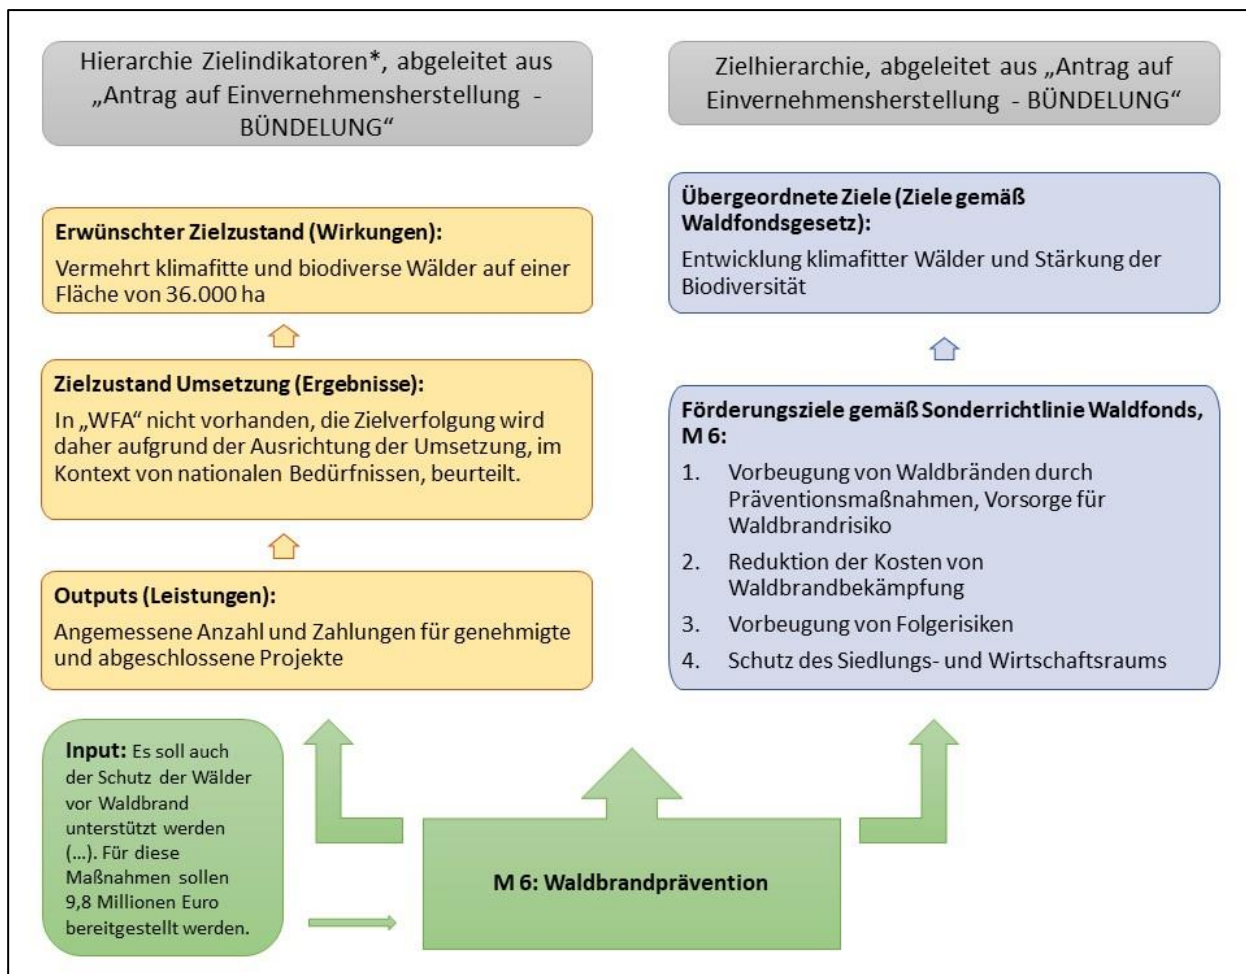 Hierarchie Zielindikatoren*, abgeleitet aus
„Antrag auf Einvernehmensherstellung -
BÜNDELUNG“
Zielhierarchie, abgeleitet aus „Antrag auf
Einvernehmensherstellung - BÜNDELUNG“
Erwünschter Zielzustand (Wirkungen):
Vermehrt klimafitte und biodiverse Wälder auf einer
Fläche von 36.000 ha
Zielzustand Umsetzung (Ergebnisse):
In „WFA“ nicht vorhanden, die Zielverfolgung wird
daher aufgrund der Ausrichtung der Umsetzung, im
Kontext von nationalen Bedürfnissen, beurteilt.
Outputs (Leistungen):
Angemessene Anzahl und Zahlungen für genehmigte
und abgeschlossene Projekte
Übergeordnete Ziele (Ziele gemäß
Waldfondsgesetz):
Entwicklung klimafitter Wälder und Stärkung der
Biodiversität
Förderungsziele gemäß Sonderrichtlinie Waldfonds,
M 6:
1. Vorbeugung von Waldbränden durch
Präventionsmaßnahmen, Vorsorge für
Waldbrandrisiko
2. Reduktion der Kosten von
Waldbrandbekämpfung
3. Vorbeugung von Folgerisiken
4. Schutz des Siedlungs- und Wirtschaftsraums
Input: Es soll auch
der Schutz der Wälder
vor Waldbrand
unterstützt werden
(...). Für diese
Maßnahmen sollen
9,8 Millionen Euro
bereitgestellt werden.
M 6: Waldbrandprävention